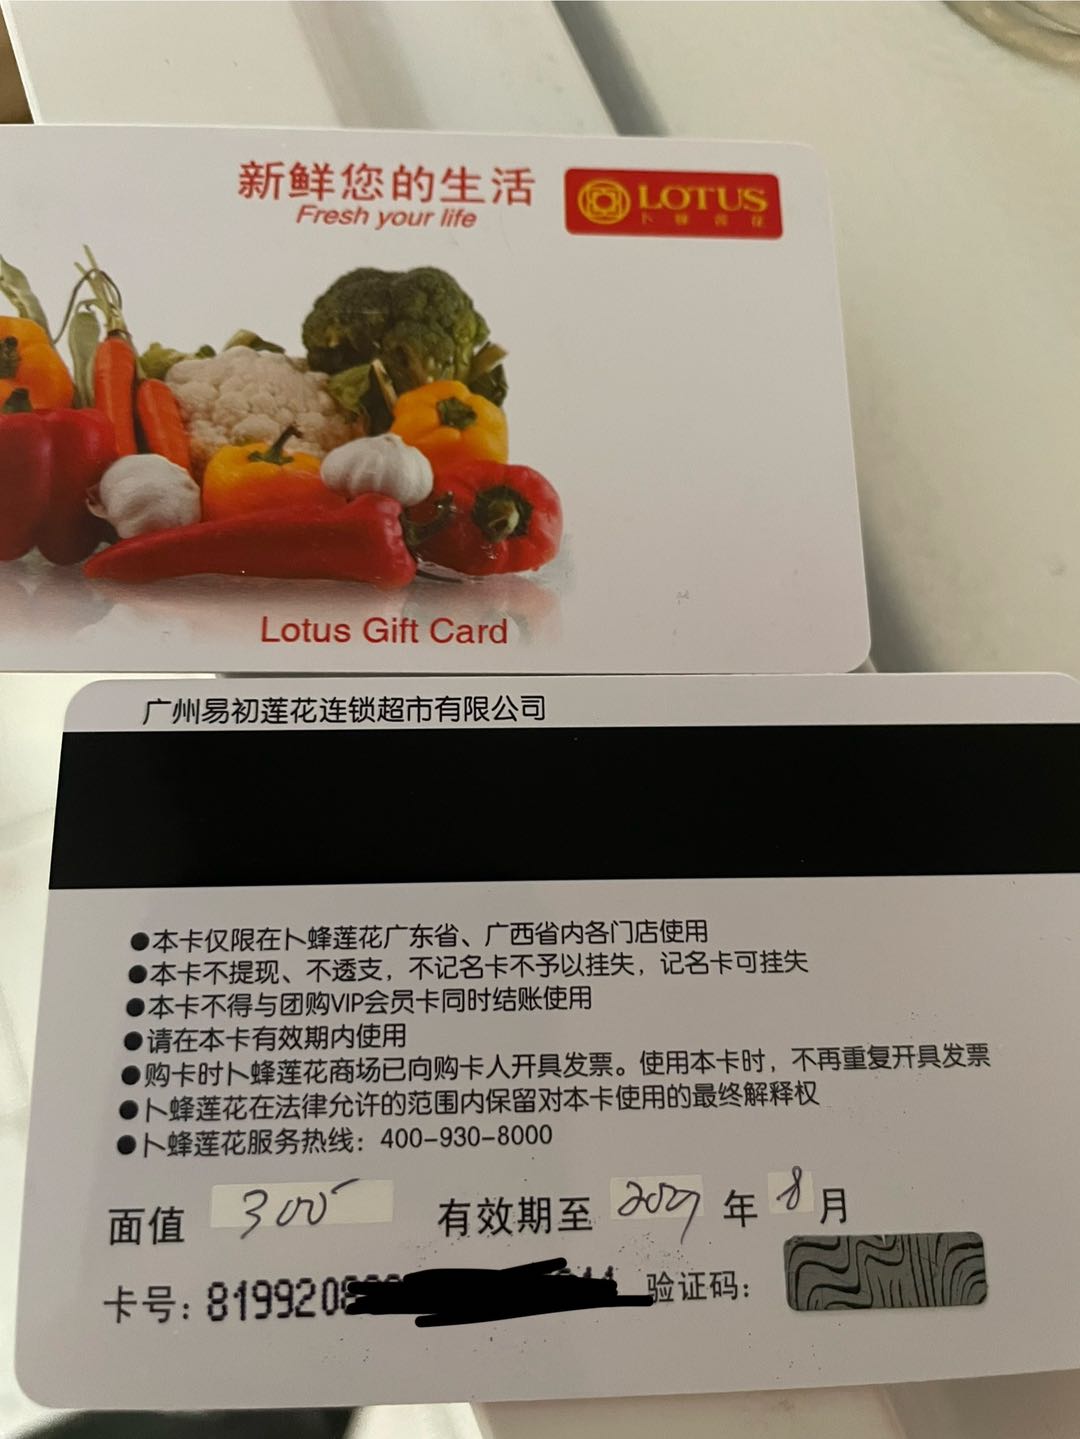 新鲜您的生活
Fresh your life
LOTUS
卜蜂莲花
Lotus Gift Card
广州易初莲花连锁超市有限公司
●本卡仅限在卜蜂莲花广东省、广西省内各门店使用
●本卡不提现、不透支，不记名卡不予以挂失，记名卡可挂失
●本卡不得与团购VIP会员卡同时结账使用
●请在本卡有效期内使用
●购卡时卜蜂莲花商场已向购卡人开具发票。使用本卡时，不再重复开具发票
●卜蜂莲花在法律允许的范围内保留对本卡使用的最终解释权
●卜蜂莲花服务热线：400-930-8000
面值 300 有效期至 2027 年 8 月
卡号：8199208 验证码：